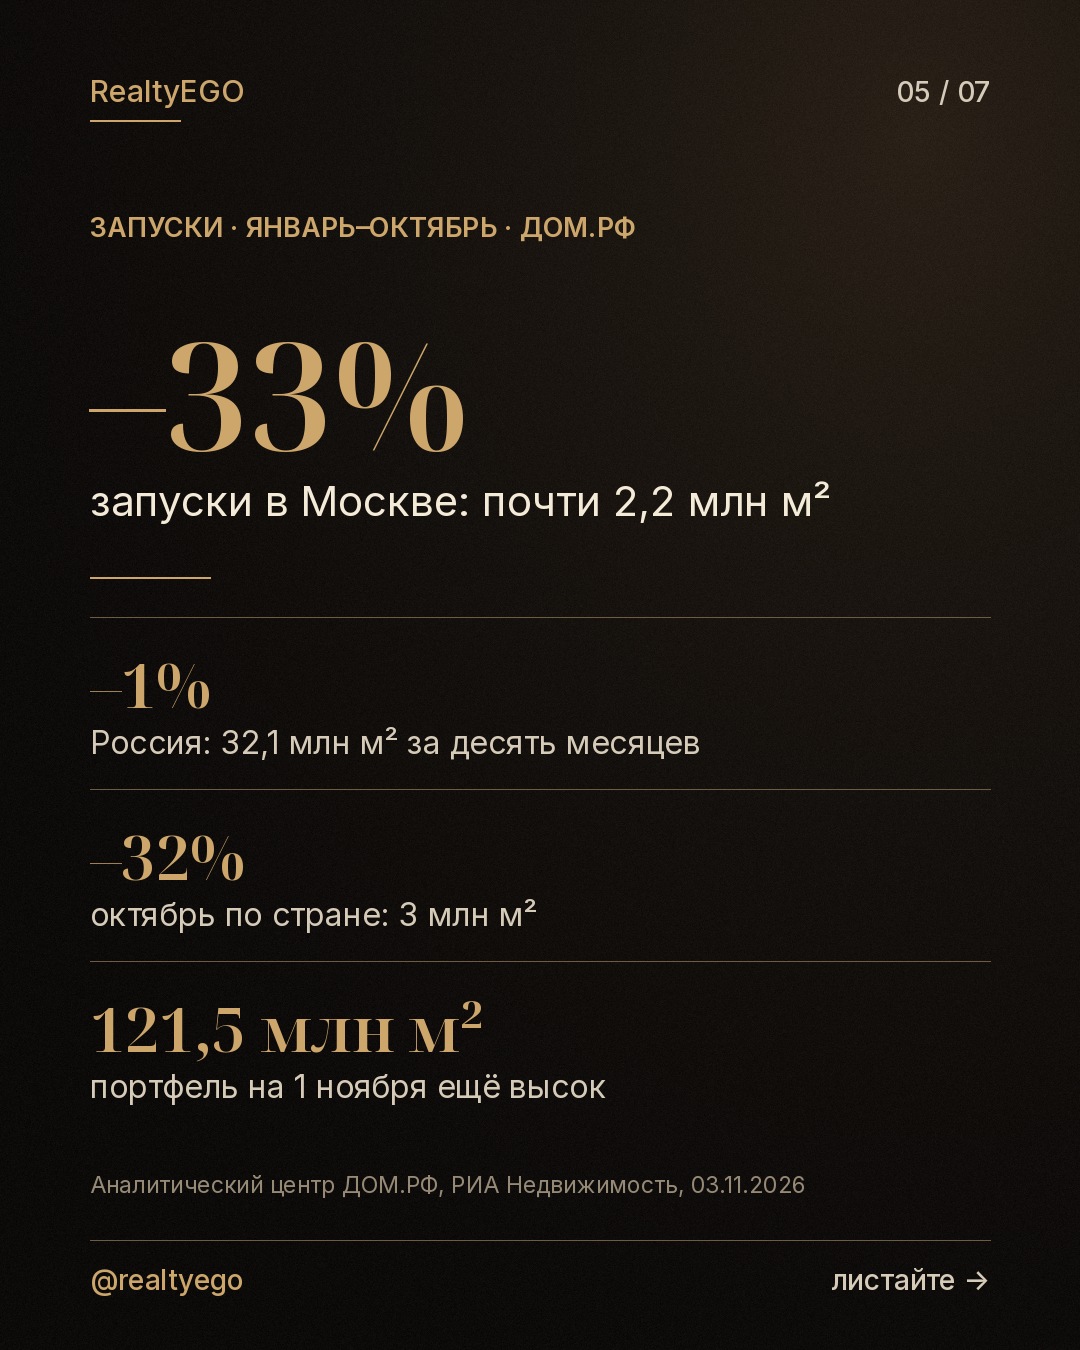 RealtyEGO
05 / 07
ЗАПУСКИ · ЯНВАРЬ–ОКТЯБРЬ · ДОМ.РФ
–33%
запуски в Москве: почти 2,2 млн м²
–1%
Россия: 32,1 млн м² за десять месяцев
–32%
октябрь по стране: 3 млн м²
121,5 млн м²
портфель на 1 ноября ещё высок
Аналитический центр ДОМ.РФ, РИА Недвижимость, 03.11.2026
@realtyego
листайте →